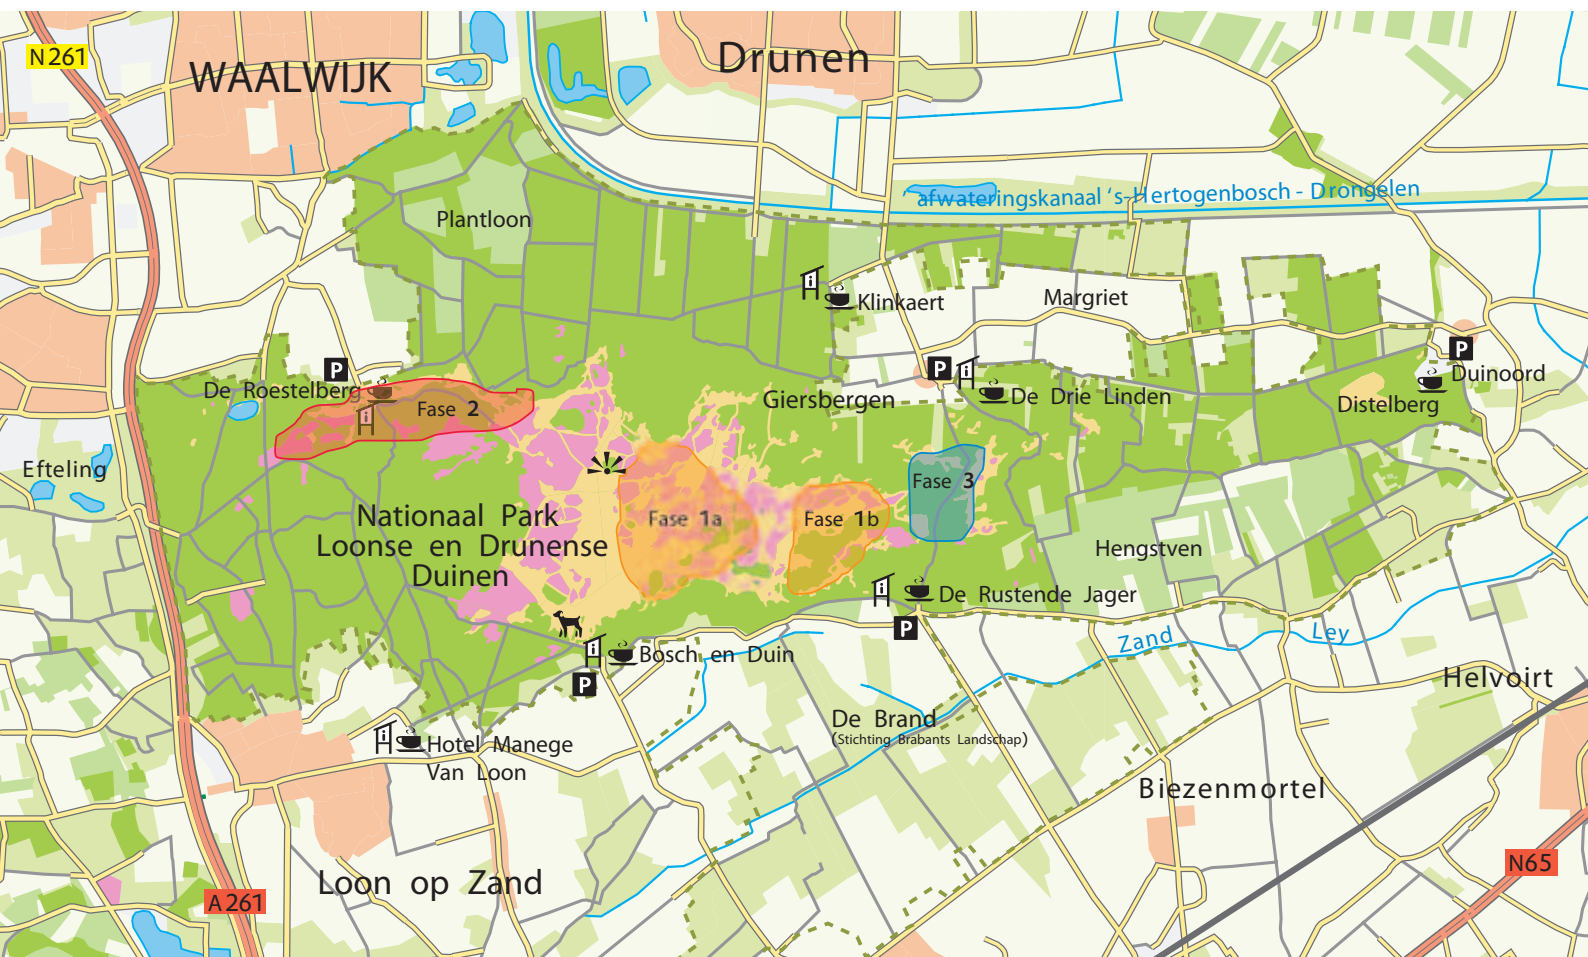 N261
WAALWIJK
Drunen
afwateringskanaal 's-Hertogenbosch - Drongelen
Plantloon
i
Klinkaert
Margriet
P
De Roestelberg
i
Fase 2
P
i
De Drie Linden
Giersbergen
P
Duinoord
Distelberg
Efteling
Fase 3
Nationaal Park
Loonse en Drunense
Duinen
Fase 1a
Fase 1b
Hengstven
i
De Rustende Jager
P
i
Bosch en Duin
P
Zand Ley
Helvoirt
De Brand
(Stichting Brabants Landschap)
i
Hotel Manege
Van Loon
Biezenmortel
Loon op Zand
A261
N65